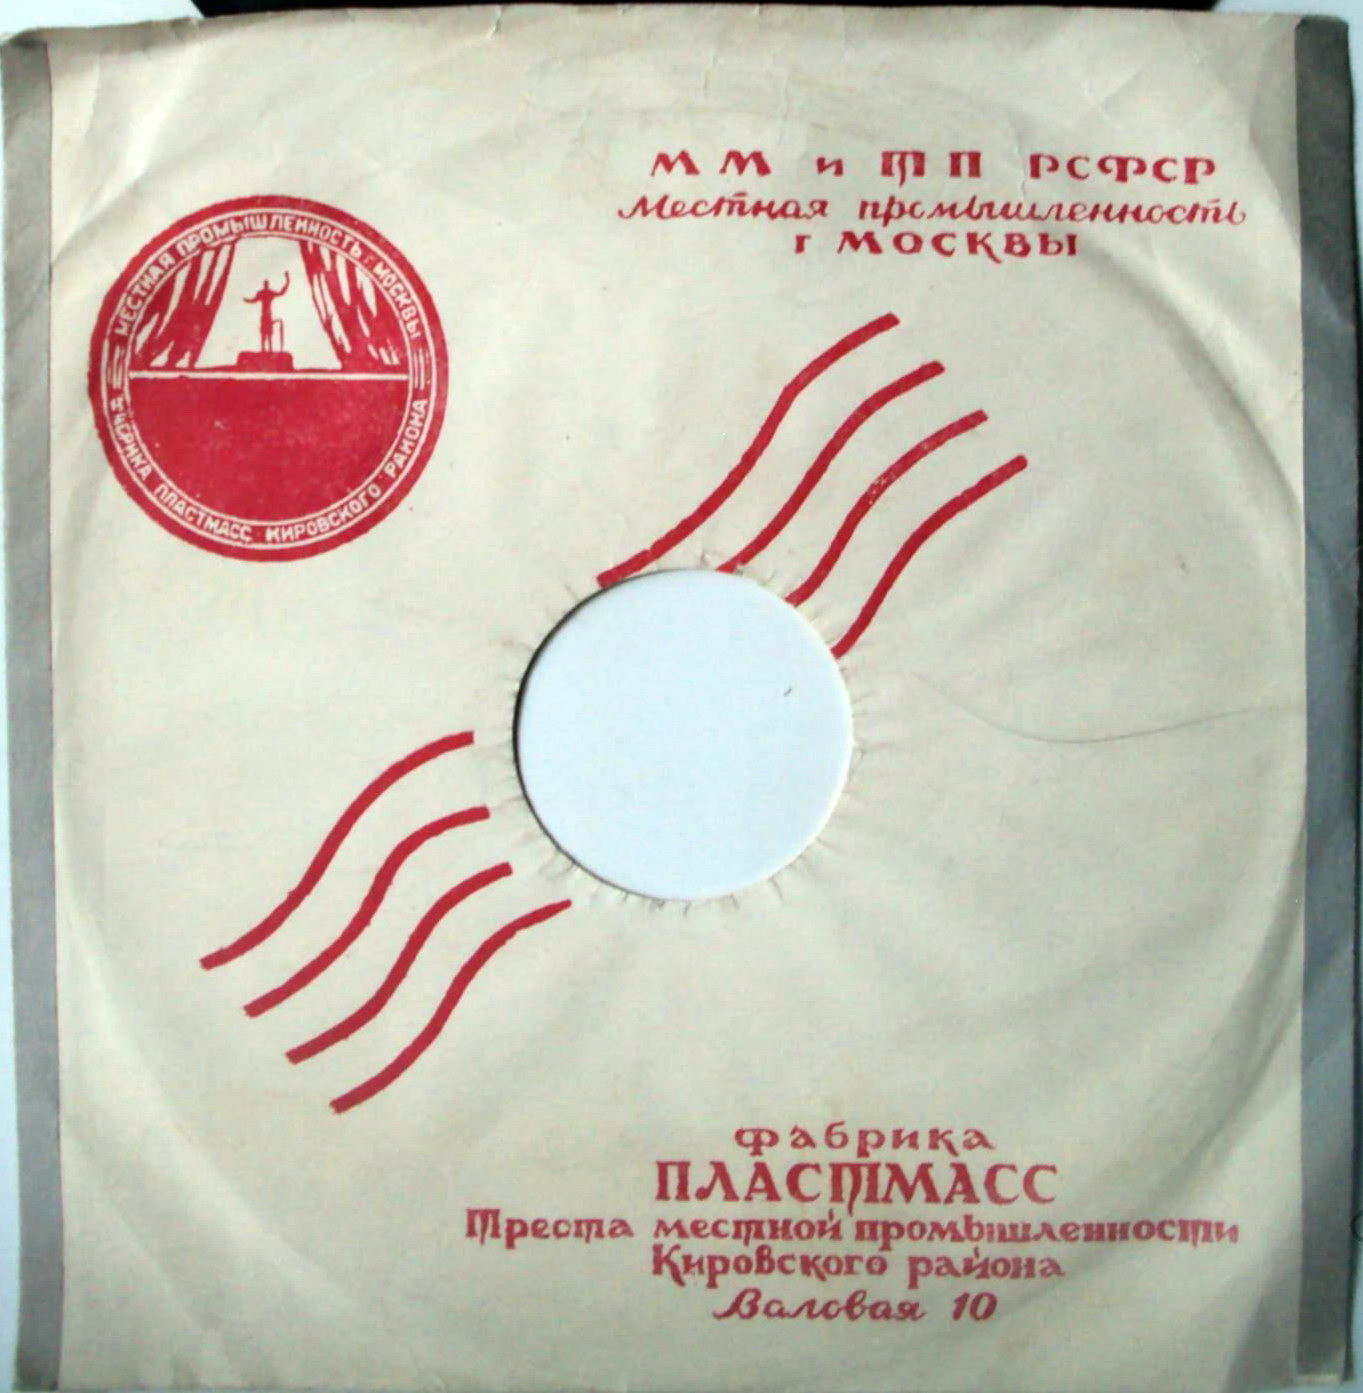 ММ и ТП РСФСР
Местная промышленность
г МОСКВЫ
МЕСТНАЯ ПРОМЫШЛЕННОСТЬ г. МОСКВЫ
ФАБРИКА ПЛАСТМАСС КИРОВСКОГО РАЙОНА
фабрика
ПЛАСТМАСС
Треста местной промышленности
Кировского района
Валовая 10